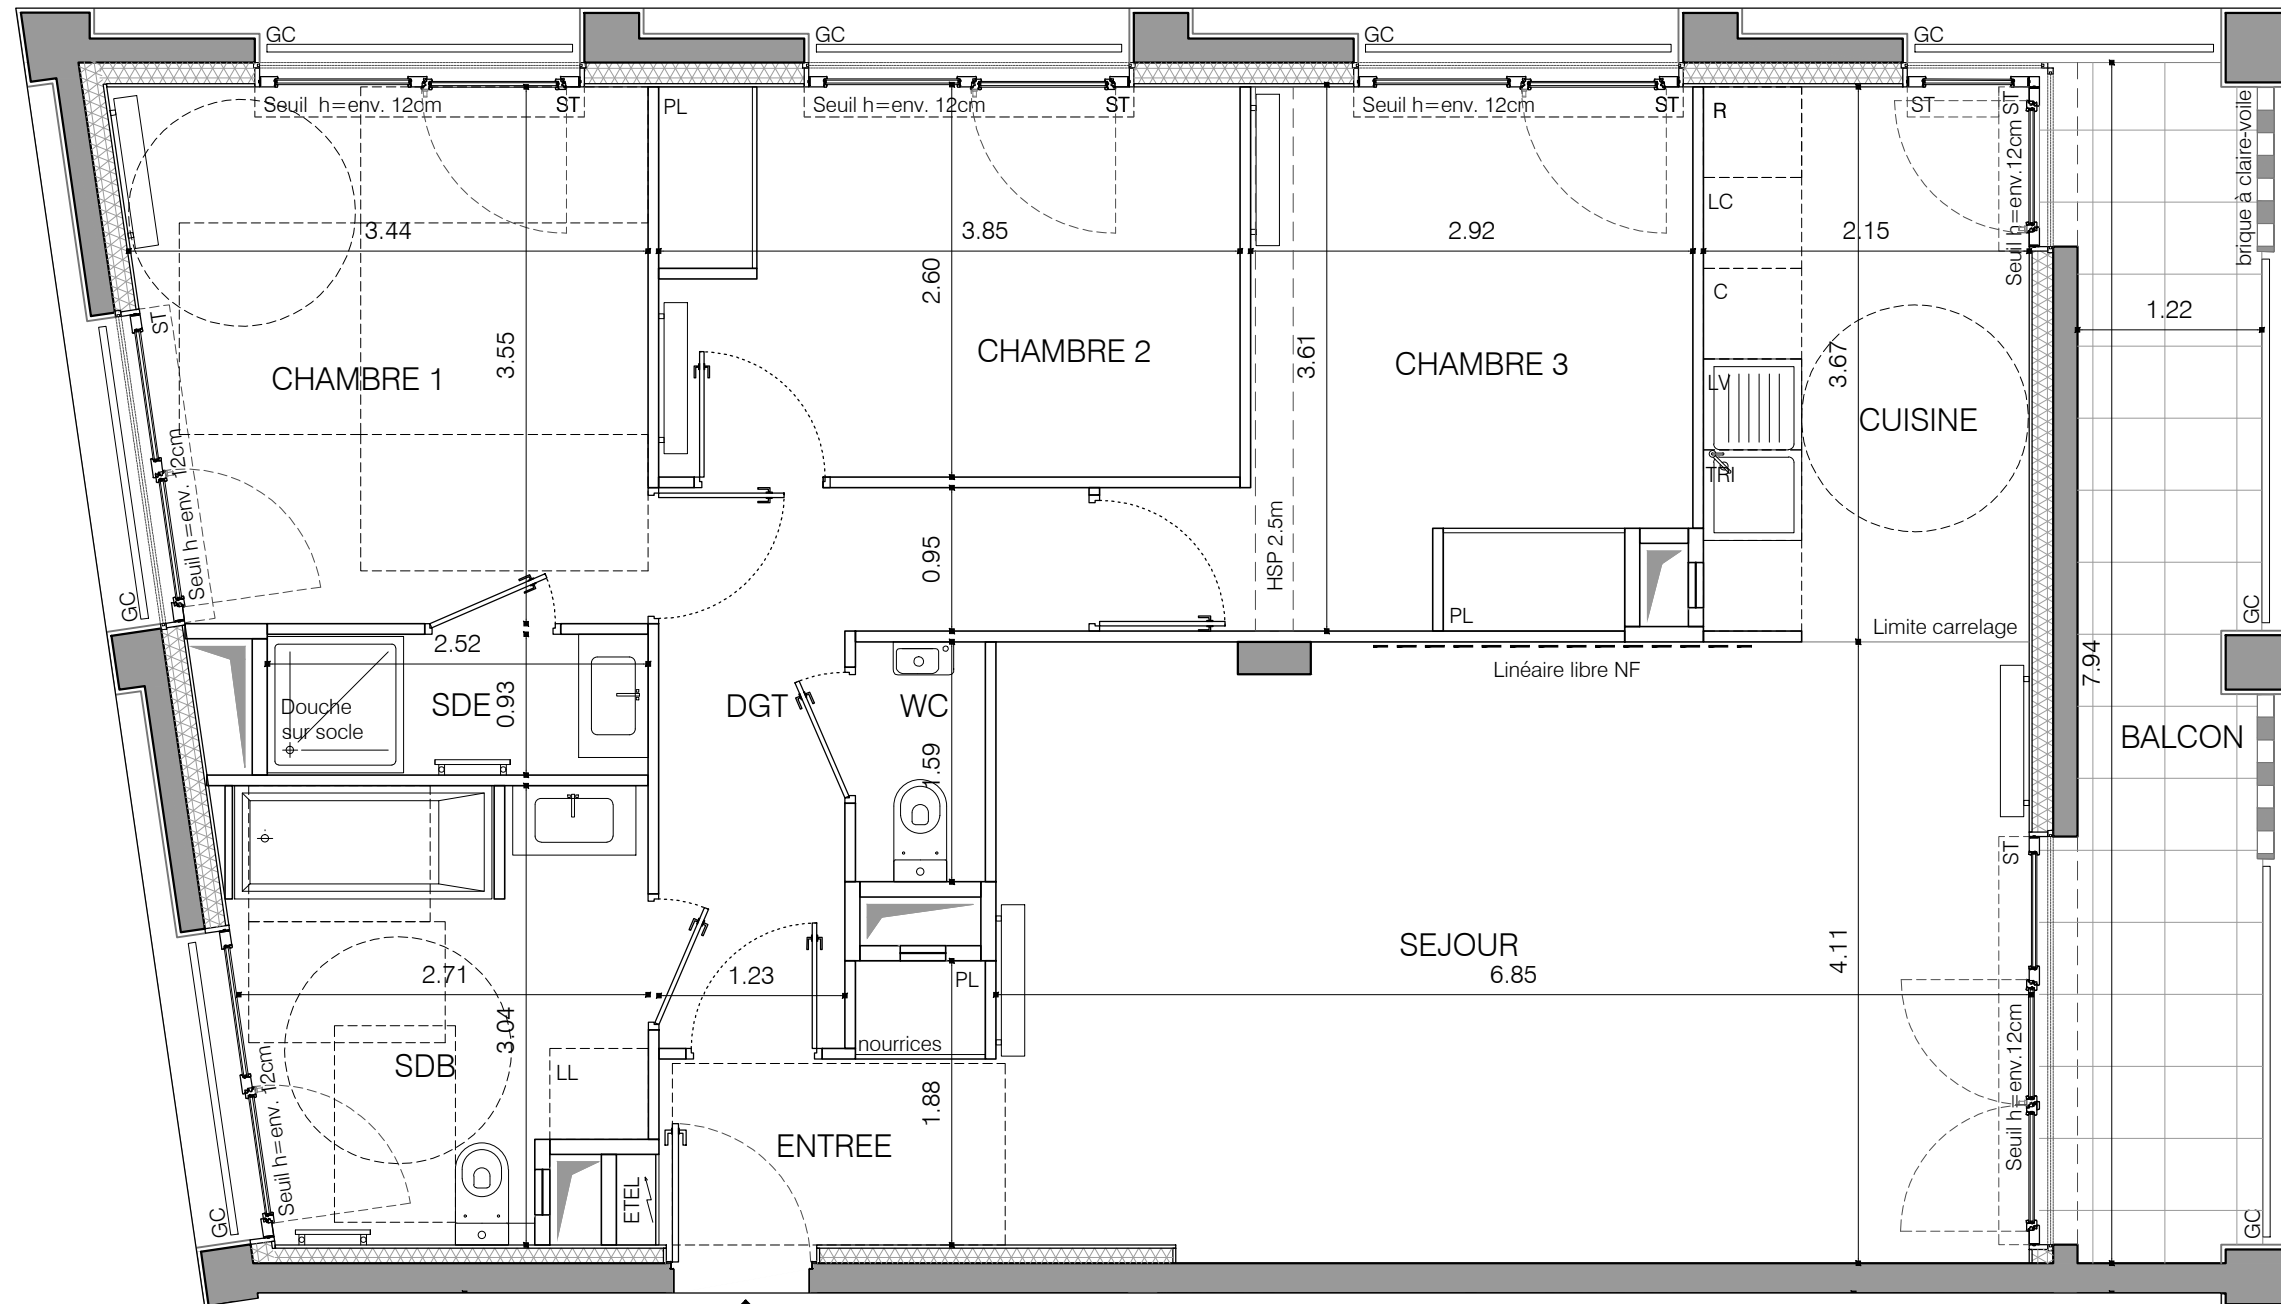 GC
GC
GC
GC
Seuil h=env. 12cm
ST
Seuil h=env. 12cm
ST
Seuil h=env. 12cm
ST
ST
ST
PL
R
LC
C
LV
TRI
Seuil h=env.12cm
brique à claire-voile
3.44
3.85
2.92
2.15
1.22
2.60
3.55
3.61
3.67
ST
CHAMBRE 1
CHAMBRE 2
CHAMBRE 3
CUISINE
Seuil h=env. 12cm
GC
0.95
HSP 2.5m
PL
GC
Limite carrelage
Linéaire libre NF
7.94
2.52
Douche
sur socle
SDE
0.93
DGT
WC
1.59
BALCON
ST
2.71
3.04
1.23
PL
nourrices
SEJOUR
6.85
4.11
SDB
LL
1.88
ENTREE
ETEL
Seuil h=env. 12cm
GC
Seuil h=env.12cm
GC